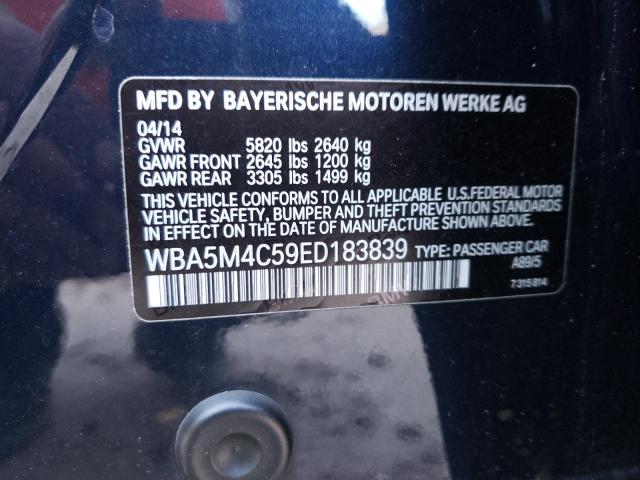 MFD BY BAYERISCHE MOTOREN WERKE AG
04/14
GVWR 5820 lbs 2640 kg
GAWR FRONT 2645 lbs 1200 kg
GAWR REAR 3305 lbs 1499 kg
THIS VEHICLE CONFORMS TO ALL APPLICABLE U.S.FEDERAL MOTOR
VEHICLE SAFETY, BUMPER AND THEFT PREVENTION STANDARDS
IN EFFECT ON THE DATE OF MANUFACTURE SHOWN ABOVE.
WBA5M4C59ED183839 TYPE: PASSENGER CAR
A89/5
7315814